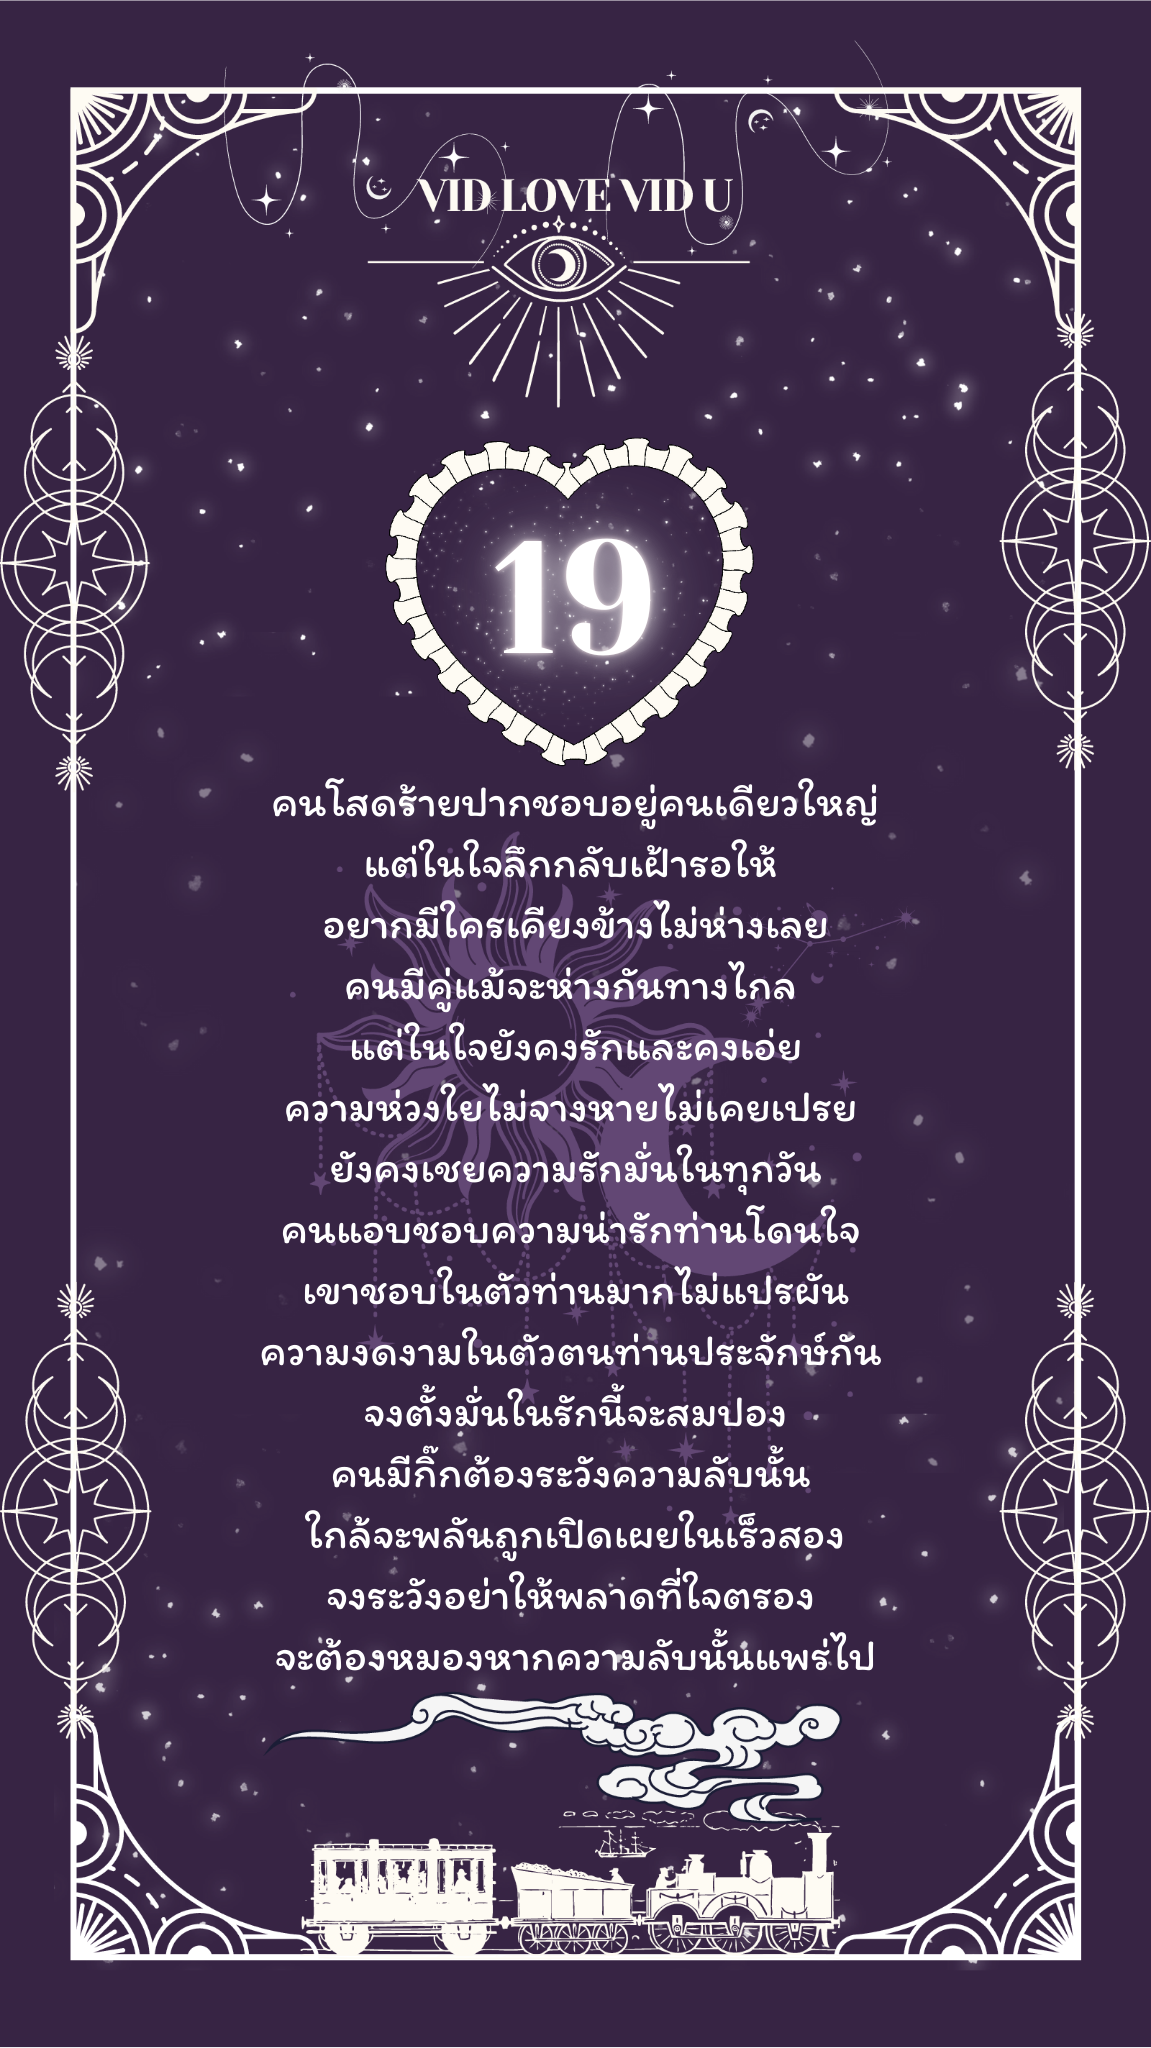 VID LOVE VID U
19
คนโสดร้ายปากชอบอยู่คนเดียวใหญ่
แต่ในใจลึกกลับเฝ้ารอให้
อยากมีใครเคียงข้างไม่ห่างเลย
คนมีคู่แม้จะห่างกันทางไกล
แต่ในใจยังคงรักและคงเอ่ย
ความห่วงใยไม่จางหายไม่เคยเปรย
ยังคงเชยความรักมั่นในทุกวัน
คนแอบชอบความน่ารักท่านโดนใจ
เขาชอบในตัวท่านมากไม่แปรผัน
ความงดงามในตัวตนท่านประจักษ์กัน
จงตั้งมั่นในรักนี้จะสมปอง
คนมีกิ๊กต้องระวังความลับนั้น
ใกล้จะพลันถูกเปิดเผยในเร็วสอง
จงระวังอย่าให้พลาดที่ใจตรอง
จะต้องหมองหากความลับนั้นแพร่ไป